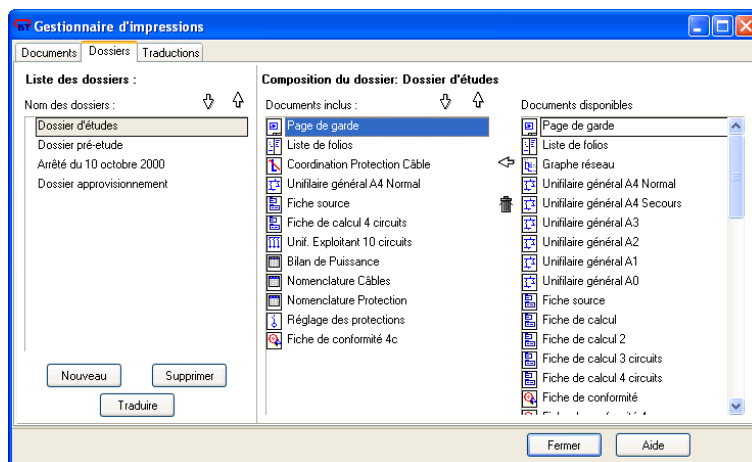 BT Gestionnaire d'impressions
Documents Dossiers Traductions
Liste des dossiers :
Nom des dossiers :
Dossier d'études
Dossier pré-etude
Arrêté du 10 octobre 2000
Dossier approvisionnement
Nouveau Supprimer
Traduire
Composition du dossier: Dossier d'études
Documents inclus :
Page de garde
Liste de folios
Coordination Protection Câble
Unifilaire général A4 Normal
Fiche source
Fiche de calcul 4 circuits
Unif. Exploitant 10 circuits
Bilan de Puissance
Nomenclature Câbles
Nomenclature Protection
Réglage des protections
Fiche de conformité 4c
Documents disponibles
Page de garde
Liste de folios
Graphe réseau
Unifilaire général A4 Normal
Unifilaire général A4 Secours
Unifilaire général A3
Unifilaire général A2
Unifilaire général A1
Unifilaire général A0
Fiche source
Fiche de calcul
Fiche de calcul 2
Fiche de calcul 3 circuits
Fiche de calcul 4 circuits
Fiche de conformité
Fermer Aide